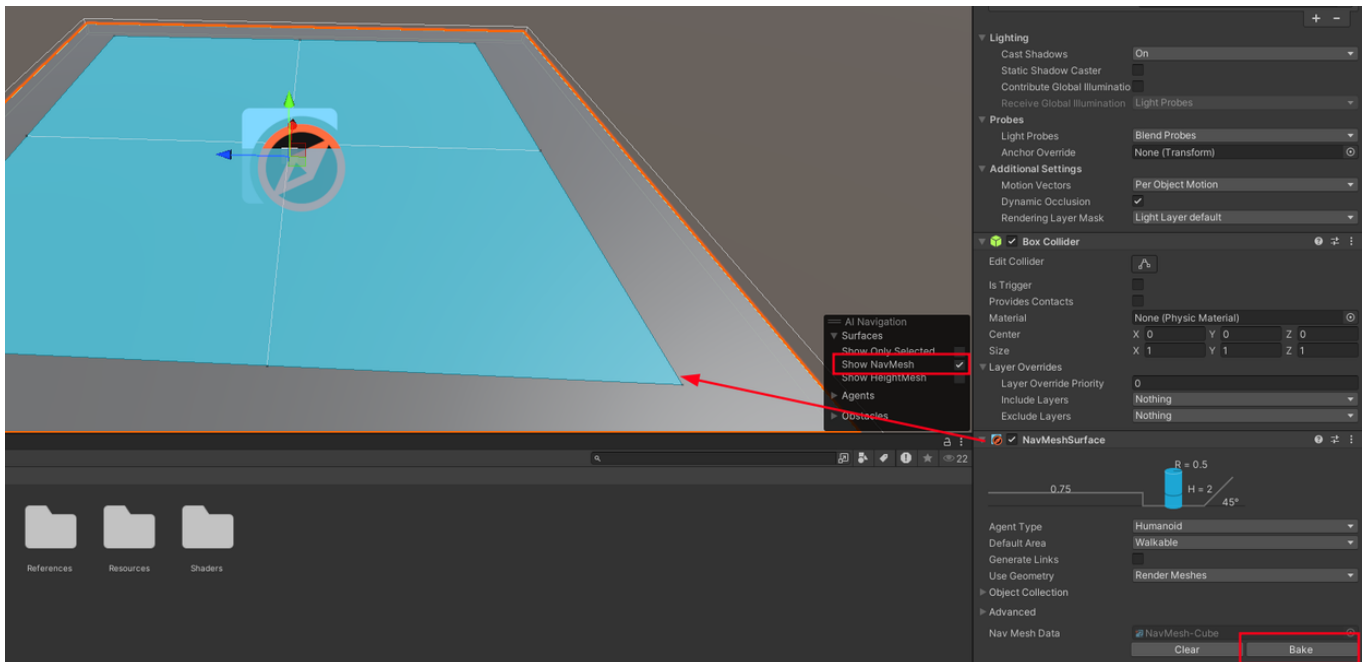 Lighting
Cast Shadows On
Static Shadow Caster
Contribute Global Illuminatio
Receive Global Illumination Light Probes
Probes
Light Probes Blend Probes
Anchor Override None (Transform)
Additional Settings
Motion Vectors Per Object Motion
Dynamic Occlusion
Rendering Layer Mask Light Layer default
Box Collider
Edit Collider
Is Trigger
Provides Contacts
Material None (Physic Material)
Center X 0 Y 0 Z 0
Size X 1 Y 1 Z 1
Layer Overrides
Layer Override Priority 0
Include Layers Nothing
Exclude Layers Nothing
NavMeshSurface
R = 0.5
0.75 H = 2
45°
Agent Type Humanoid
Default Area Walkable
Generate Links
Use Geometry Render Meshes
Object Collection
Advanced
Nav Mesh Data NavMesh-Cube
Clear Bake
AI Navigation
Surfaces
Show Only Selected
Show NavMesh
Show HeightMesh
Agents
Obstacles
22
References Resources Shaders